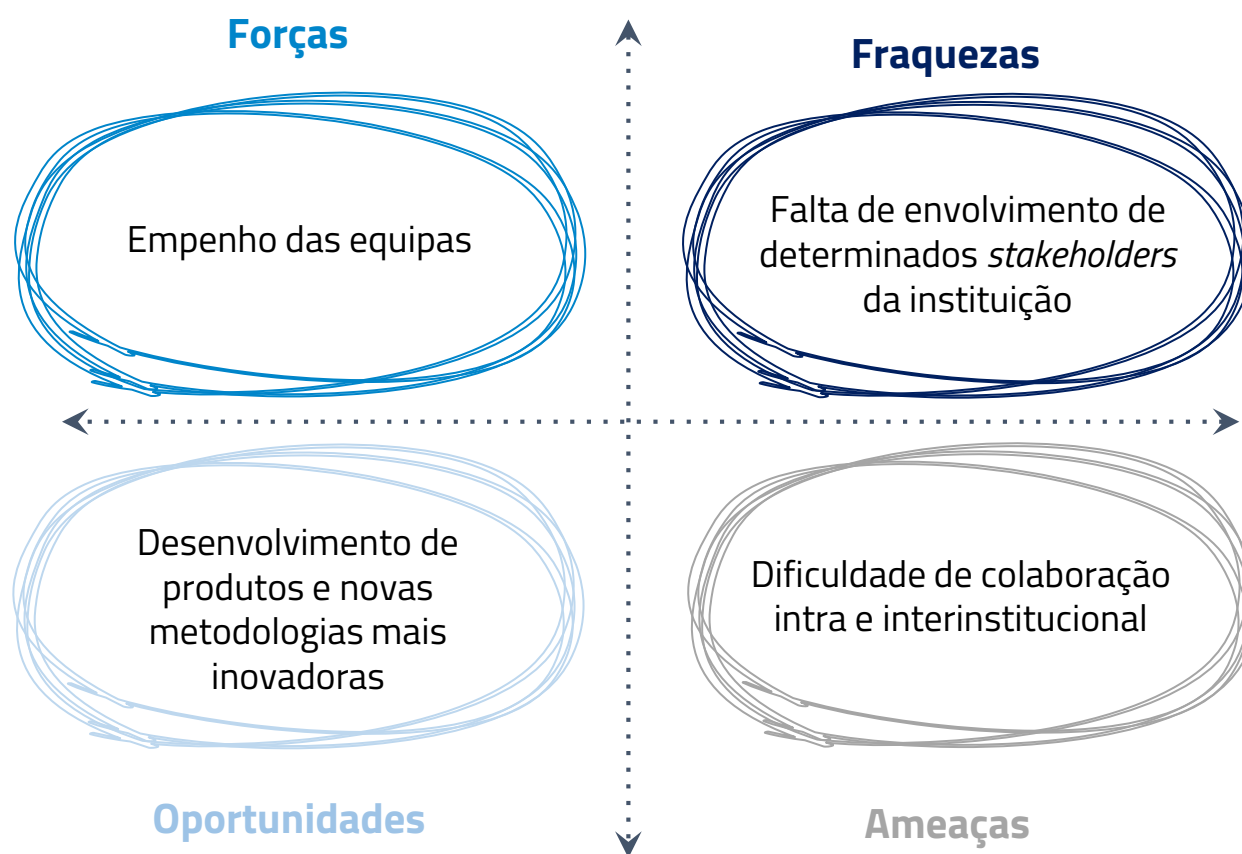 Forças
Empenho das equipas
Fraquezas
Falta de envolvimento de
determinados stakeholders
da instituição
Desenvolvimento de
produtos e novas
metodologias mais
inovadoras
Oportunidades
Dificuldade de colaboração
intra e interinstitucional
Ameaças